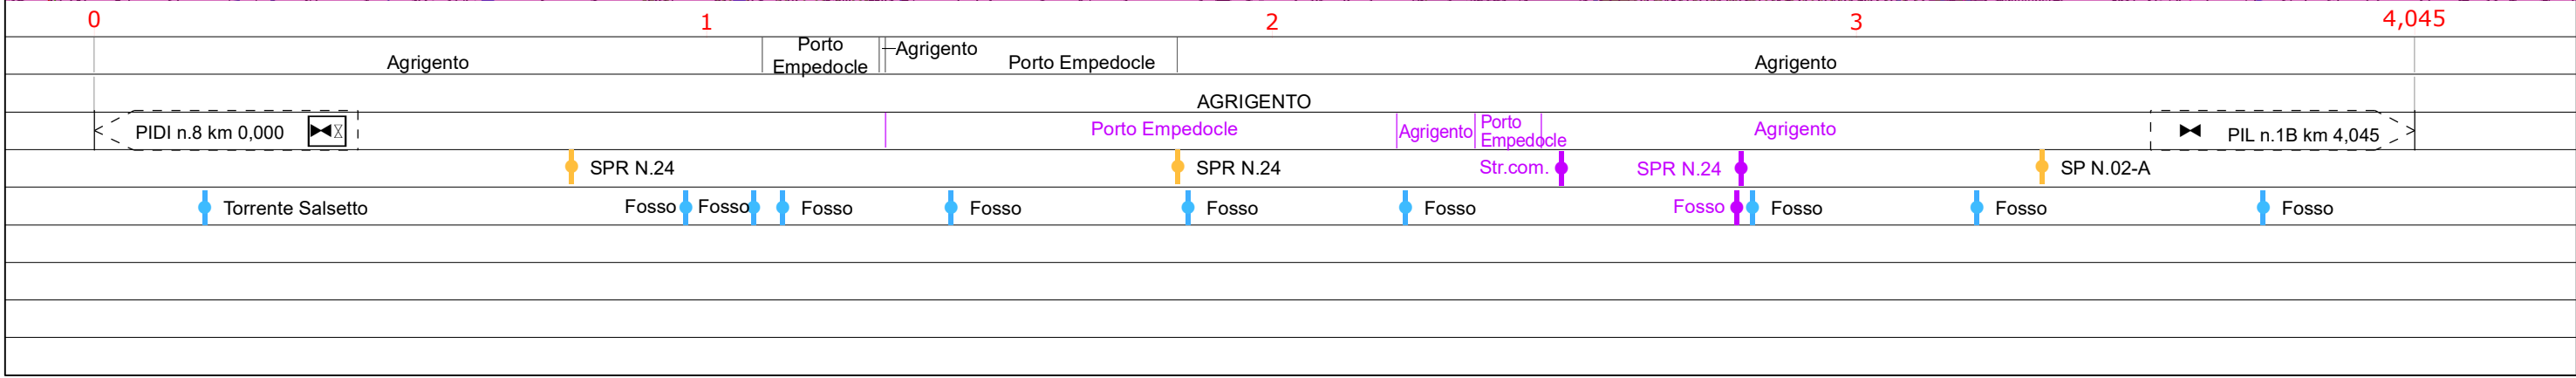 0 1 2 3 4,045
Agrigento Porto Empedocle Agrigento Porto Empedocle Agrigento
AGRIGENTO
PIDI n.8 km 0,000 Porto Empedocle Agrigento Porto Empedocle Agrigento PIL n.1B km 4,045
SPR N.24 SPR N.24 Str.com. SPR N.24 SP N.02-A
Torrente Salsetto Fosso Fosso Fosso Fosso Fosso Fosso Fosso Fosso Fosso Fosso